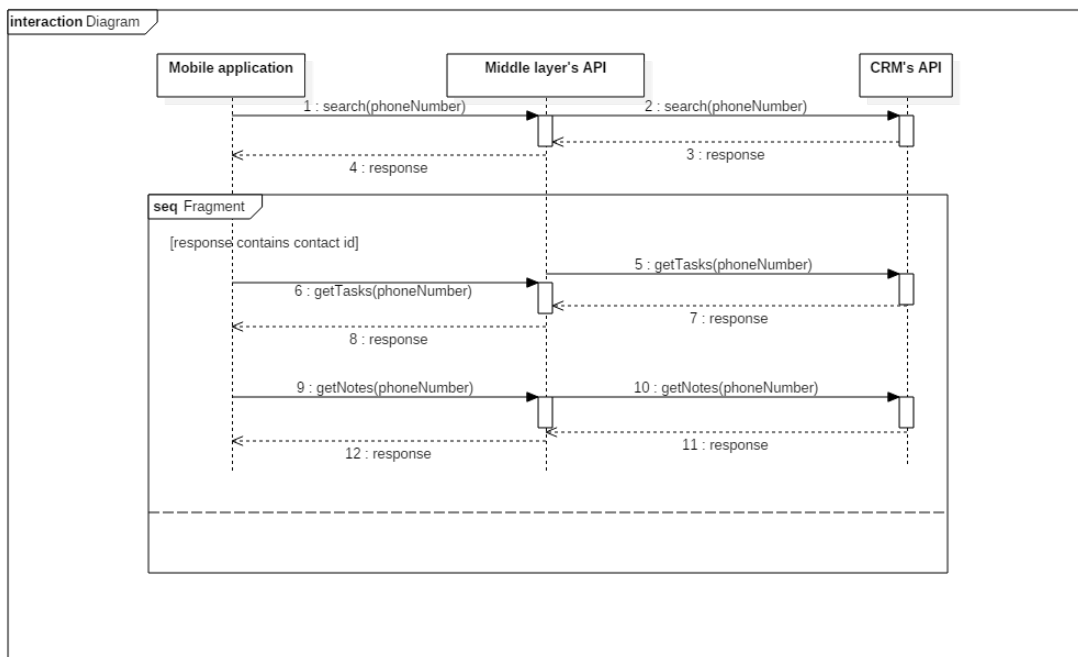 interaction Diagram
Mobile application
Middle layer's API
CRM's API
1 : search(phoneNumber)
2 : search(phoneNumber)
3 : response
4 : response
seq Fragment
[response contains contact id]
5 : getTasks(phoneNumber)
6 : getTasks(phoneNumber)
7 : response
8 : response
9 : getNotes(phoneNumber)
10 : getNotes(phoneNumber)
11 : response
12 : response